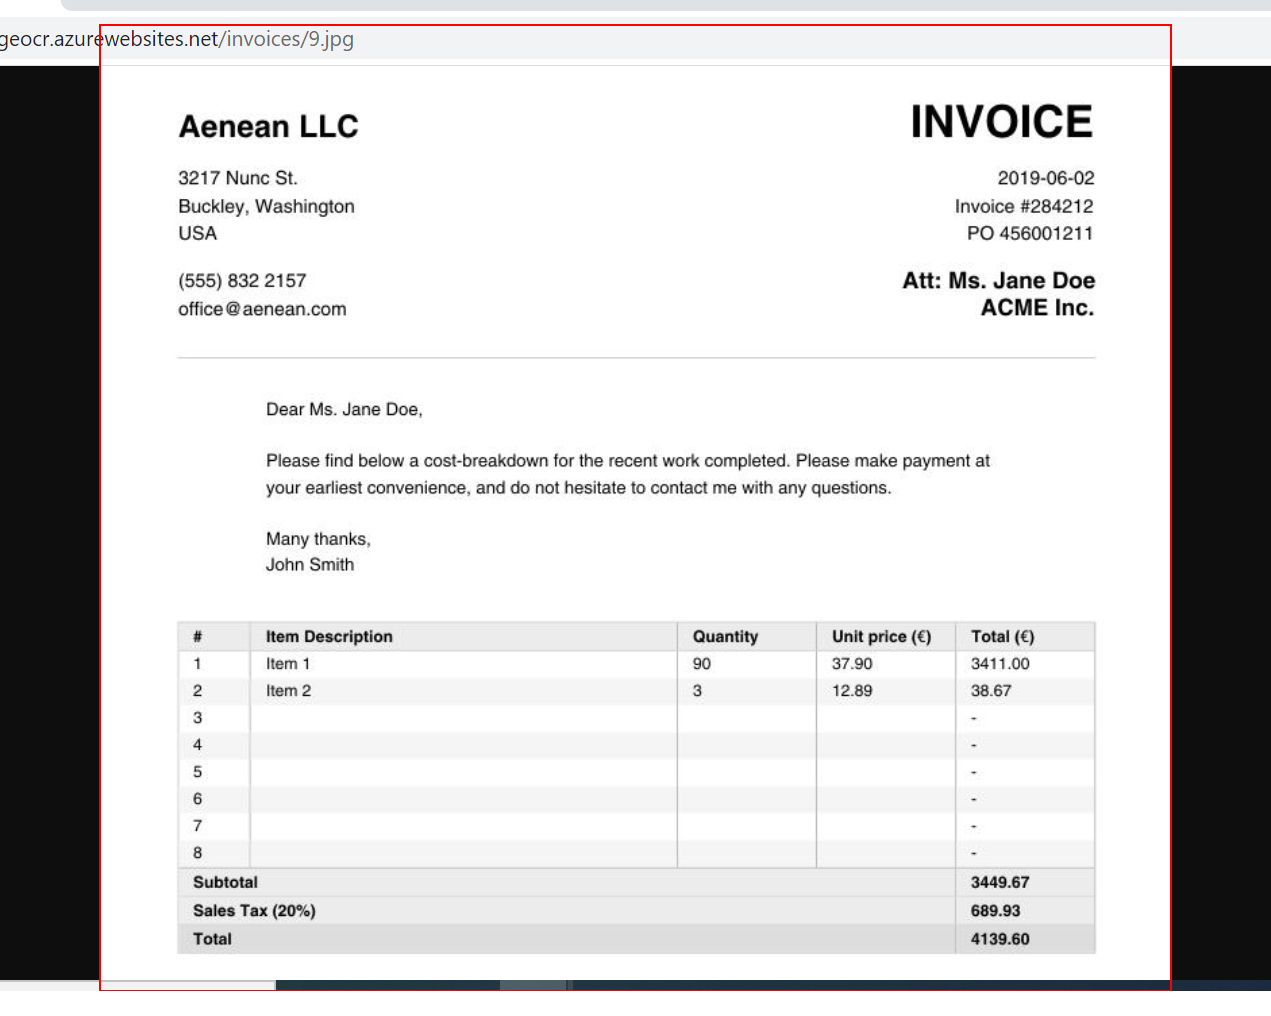 geocr.azurewebsites.net/invoices/9.jpg
Aenean LLC
INVOICE
3217 Nunc St.
2019-06-02
Buckley, Washington
Invoice #284212
USA
PO 456001211
(555) 832 2157
Att: Ms. Jane Doe
office@aenean.com
ACME Inc.
Dear Ms. Jane Doe,
Please find below a cost-breakdown for the recent work completed. Please make payment at
your earliest convenience, and do not hesitate to contact me with any questions.
Many thanks,
John Smith
# Item Description Quantity Unit price (€) Total (€)
1 Item 1 90 37.90 3411.00
2 Item 2 3 12.89 38.67
3 -
4 -
5 -
6 -
7 -
8 -
Subtotal 3449.67
Sales Tax (20%) 689.93
Total 4139.60